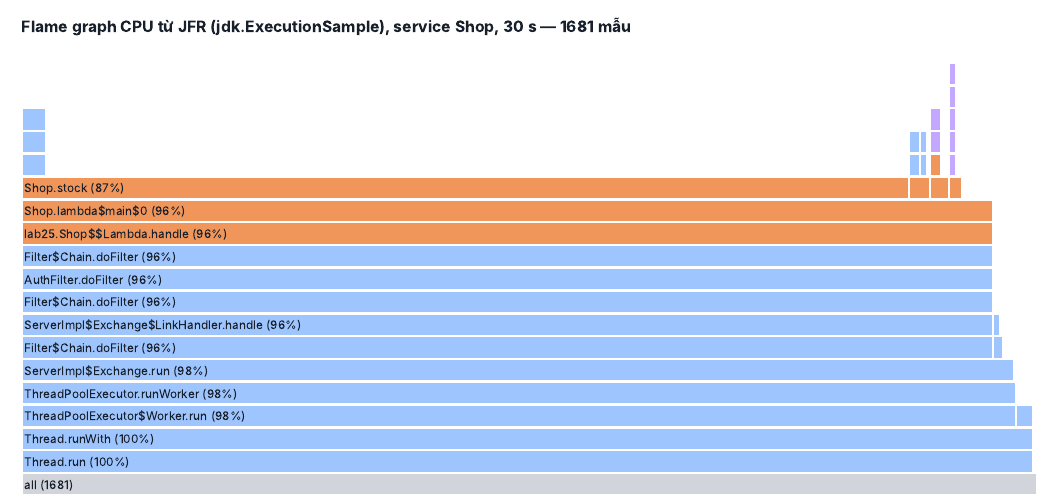 Flame graph CPU từ JFR (jdk.ExecutionSample), service Shop, 30 s — 1681 mẫu
Shop.stock (87%)
Shop.lambda$main$0 (96%)
lab25.Shop$$Lambda.handle (96%)
Filter$Chain.doFilter (96%)
AuthFilter.doFilter (96%)
Filter$Chain.doFilter (96%)
ServerImpl$Exchange$LinkHandler.handle (96%)
Filter$Chain.doFilter (96%)
ServerImpl$Exchange.run (98%)
ThreadPoolExecutor.runWorker (98%)
ThreadPoolExecutor$Worker.run (98%)
Thread.runWith (100%)
Thread.run (100%)
all (1681)